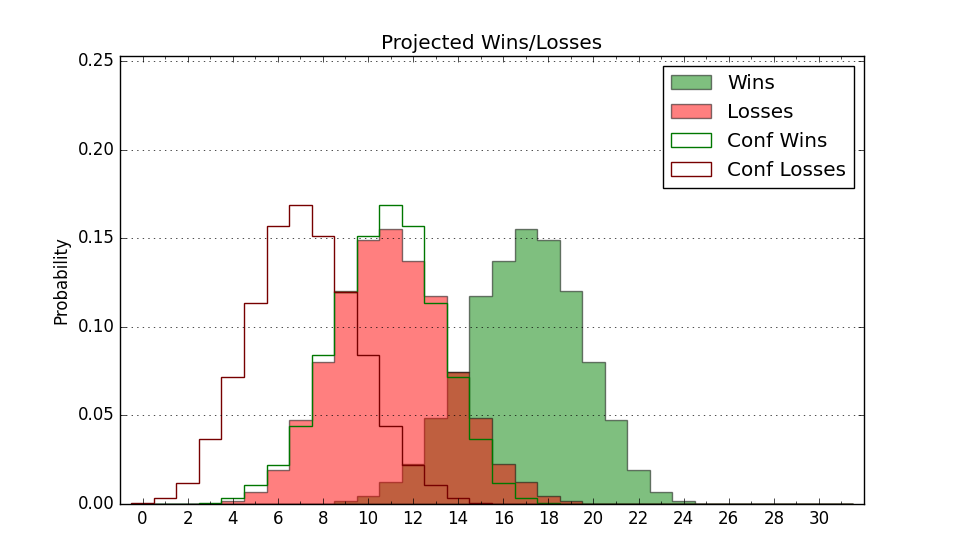 Projected Wins/Losses
Wins
Losses
Conf Wins
Conf Losses
Probability
0.25
0.20
0.15
0.10
0.05
0.00
0 2 4 6 8 10 12 14 16 18 20 22 24 26 28 30